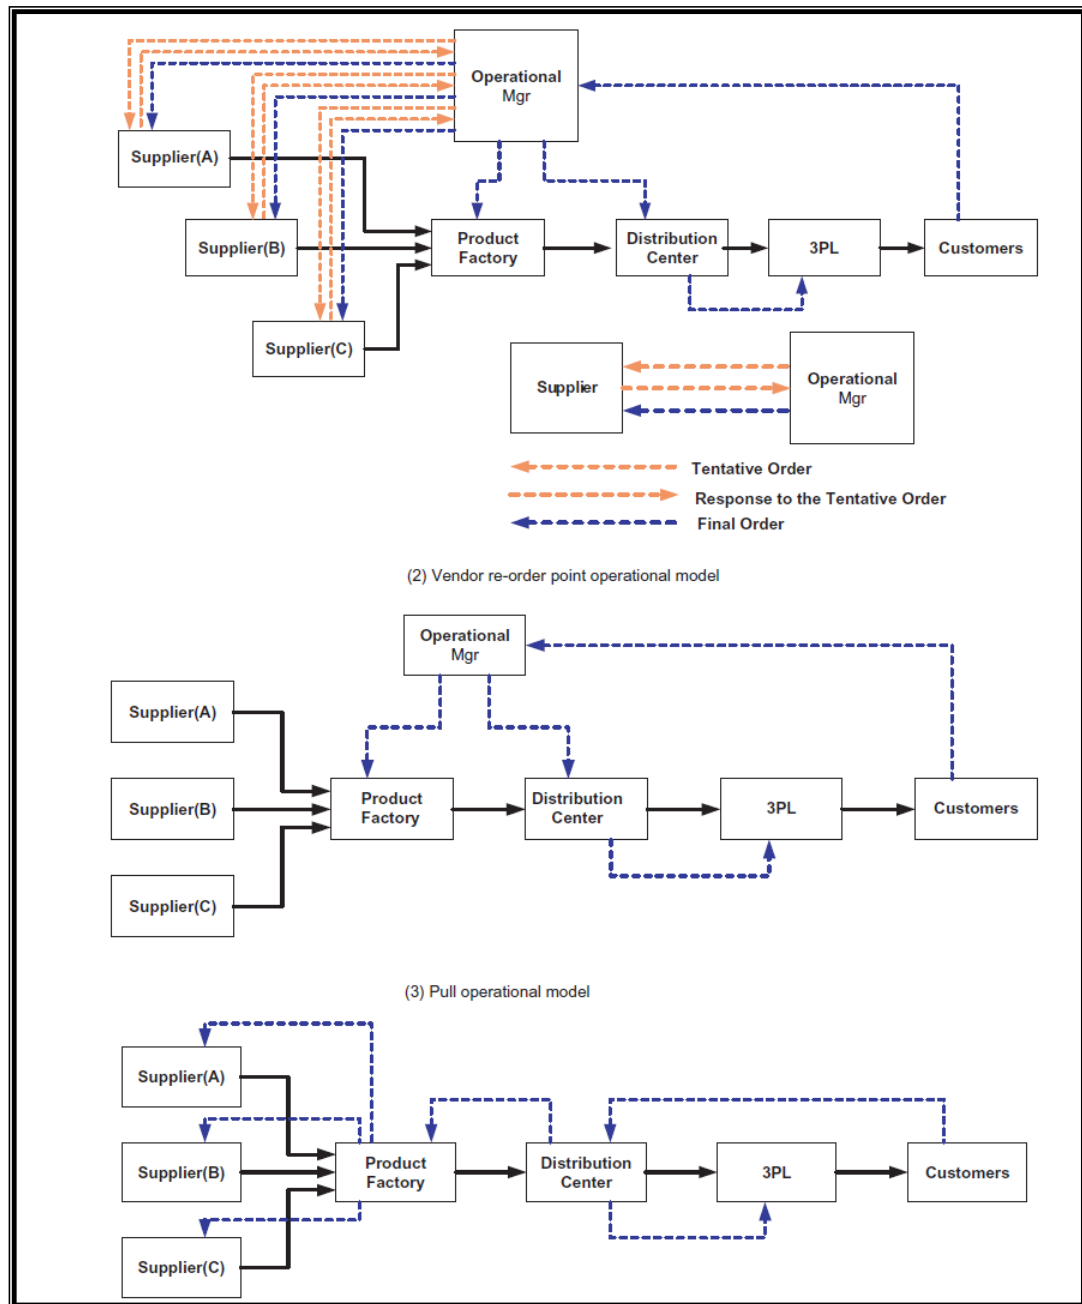 Operational
Mgr
Supplier(A)
Supplier(B)
Product
Factory
Distribution
Center
3PL
Customers
Supplier(C)
Supplier
Operational
Mgr
Tentative Order
Response to the Tentative Order
Final Order
(2) Vendor re-order point operational model
Operational
Mgr
Supplier(A)
Supplier(B)
Product
Factory
Distribution
Center
3PL
Customers
Supplier(C)
(3) Pull operational model
Supplier(A)
Supplier(B)
Product
Factory
Distribution
Center
3PL
Customers
Supplier(C)